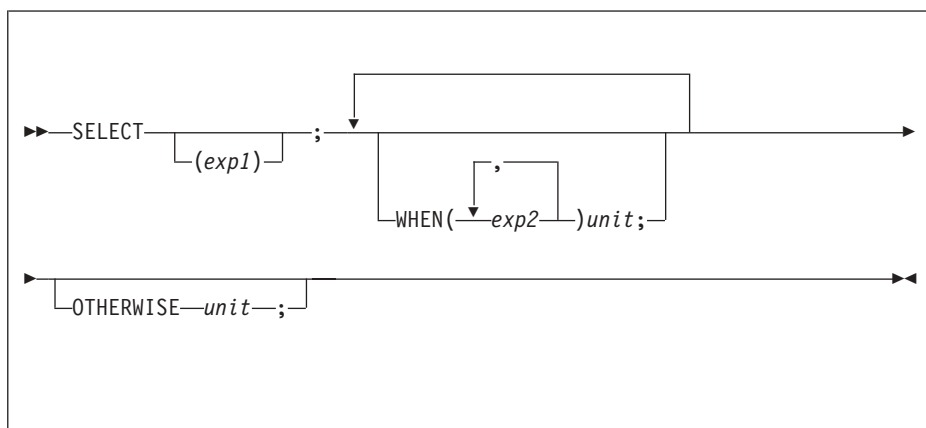 SELECT ;
(exp1)
,
WHEN( exp2 )unit;
OTHERWISE unit ;